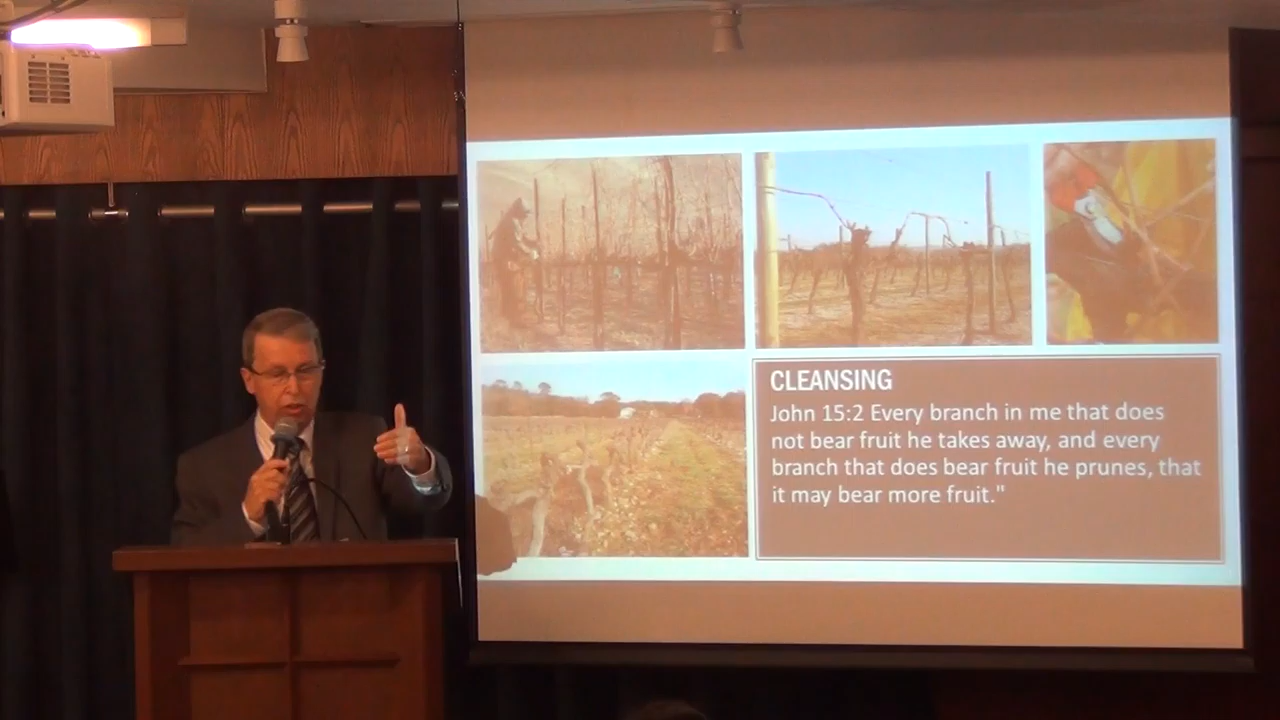 CLEANSING
John 15:2 Every branch in me that does
not bear fruit he takes away, and every
branch that does bear fruit he prunes, that
it may bear more fruit."